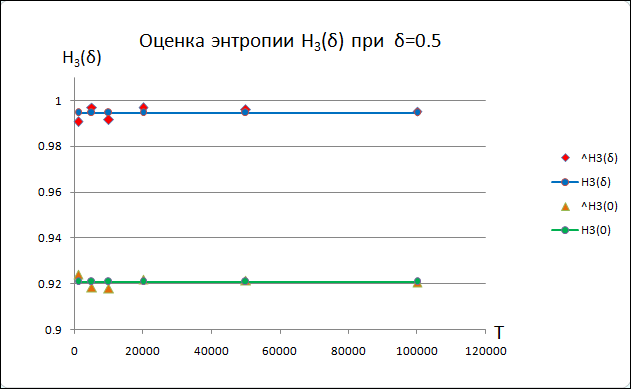 Оценка энтропии H₃(δ) при δ=0.5
H₃(δ)
1
0.98
0.96
0.94
0.92
0.9
0 20000 40000 60000 80000 100000 120000
T
^H3(δ)
H3(δ)
^H3(0)
H3(0)